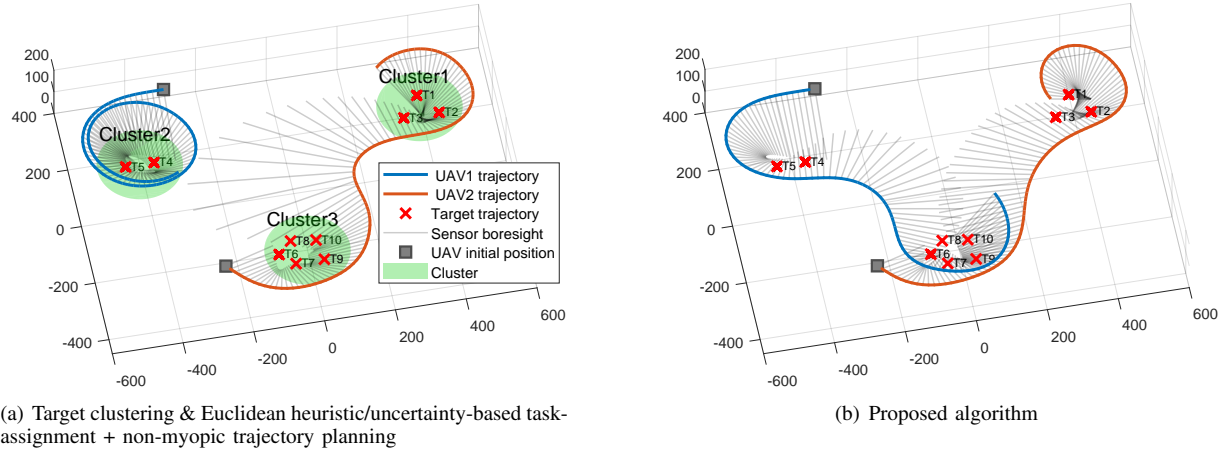 200
100
0
400
200
0
-200
-400
-600
-400
-200
0
200
400
600
Cluster1
T1
T2
T3
Cluster2
T5
T4
Cluster3
T8
T10
T6
T7
T9
UAV1 trajectory
UAV2 trajectory
Target trajectory
Sensor boresight
UAV initial position
Cluster
(a) Target clustering & Euclidean heuristic/uncertainty-based task-
assignment + non-myopic trajectory planning
200
100
0
400
200
0
-200
-400
-600
-400
-200
0
200
400
600
T1
T2
T3
T5
T4
T8
T10
T6
T7
T9
(b) Proposed algorithm